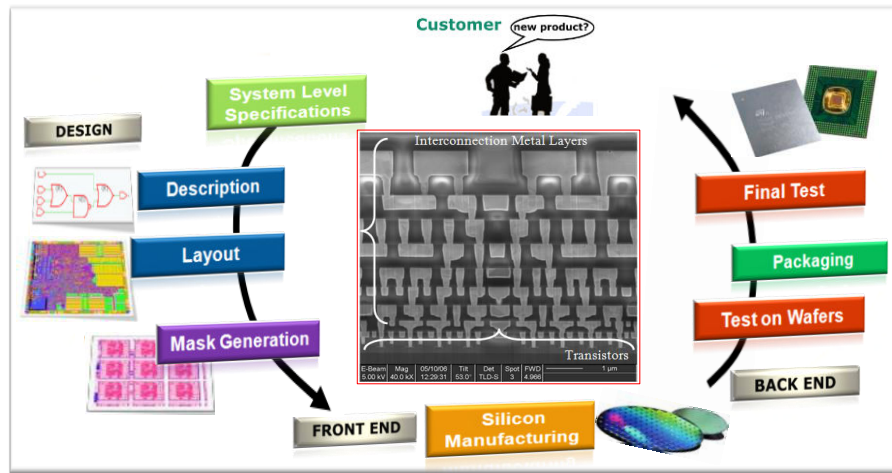 Customer
new product?
System Level
Specifications
DESIGN
Description
Layout
Mask Generation
FRONT END
Silicon
Manufacturing
BACK END
Test on Wafers
Packaging
Final Test
Interconnection Metal Layers
Transistors
E-Beam Mag 05/10/06 Tilt Det Spot FWD
5.00 kV 40.0 kX 12:29:31 53.0° TLD-S 3 4.966 1 µm